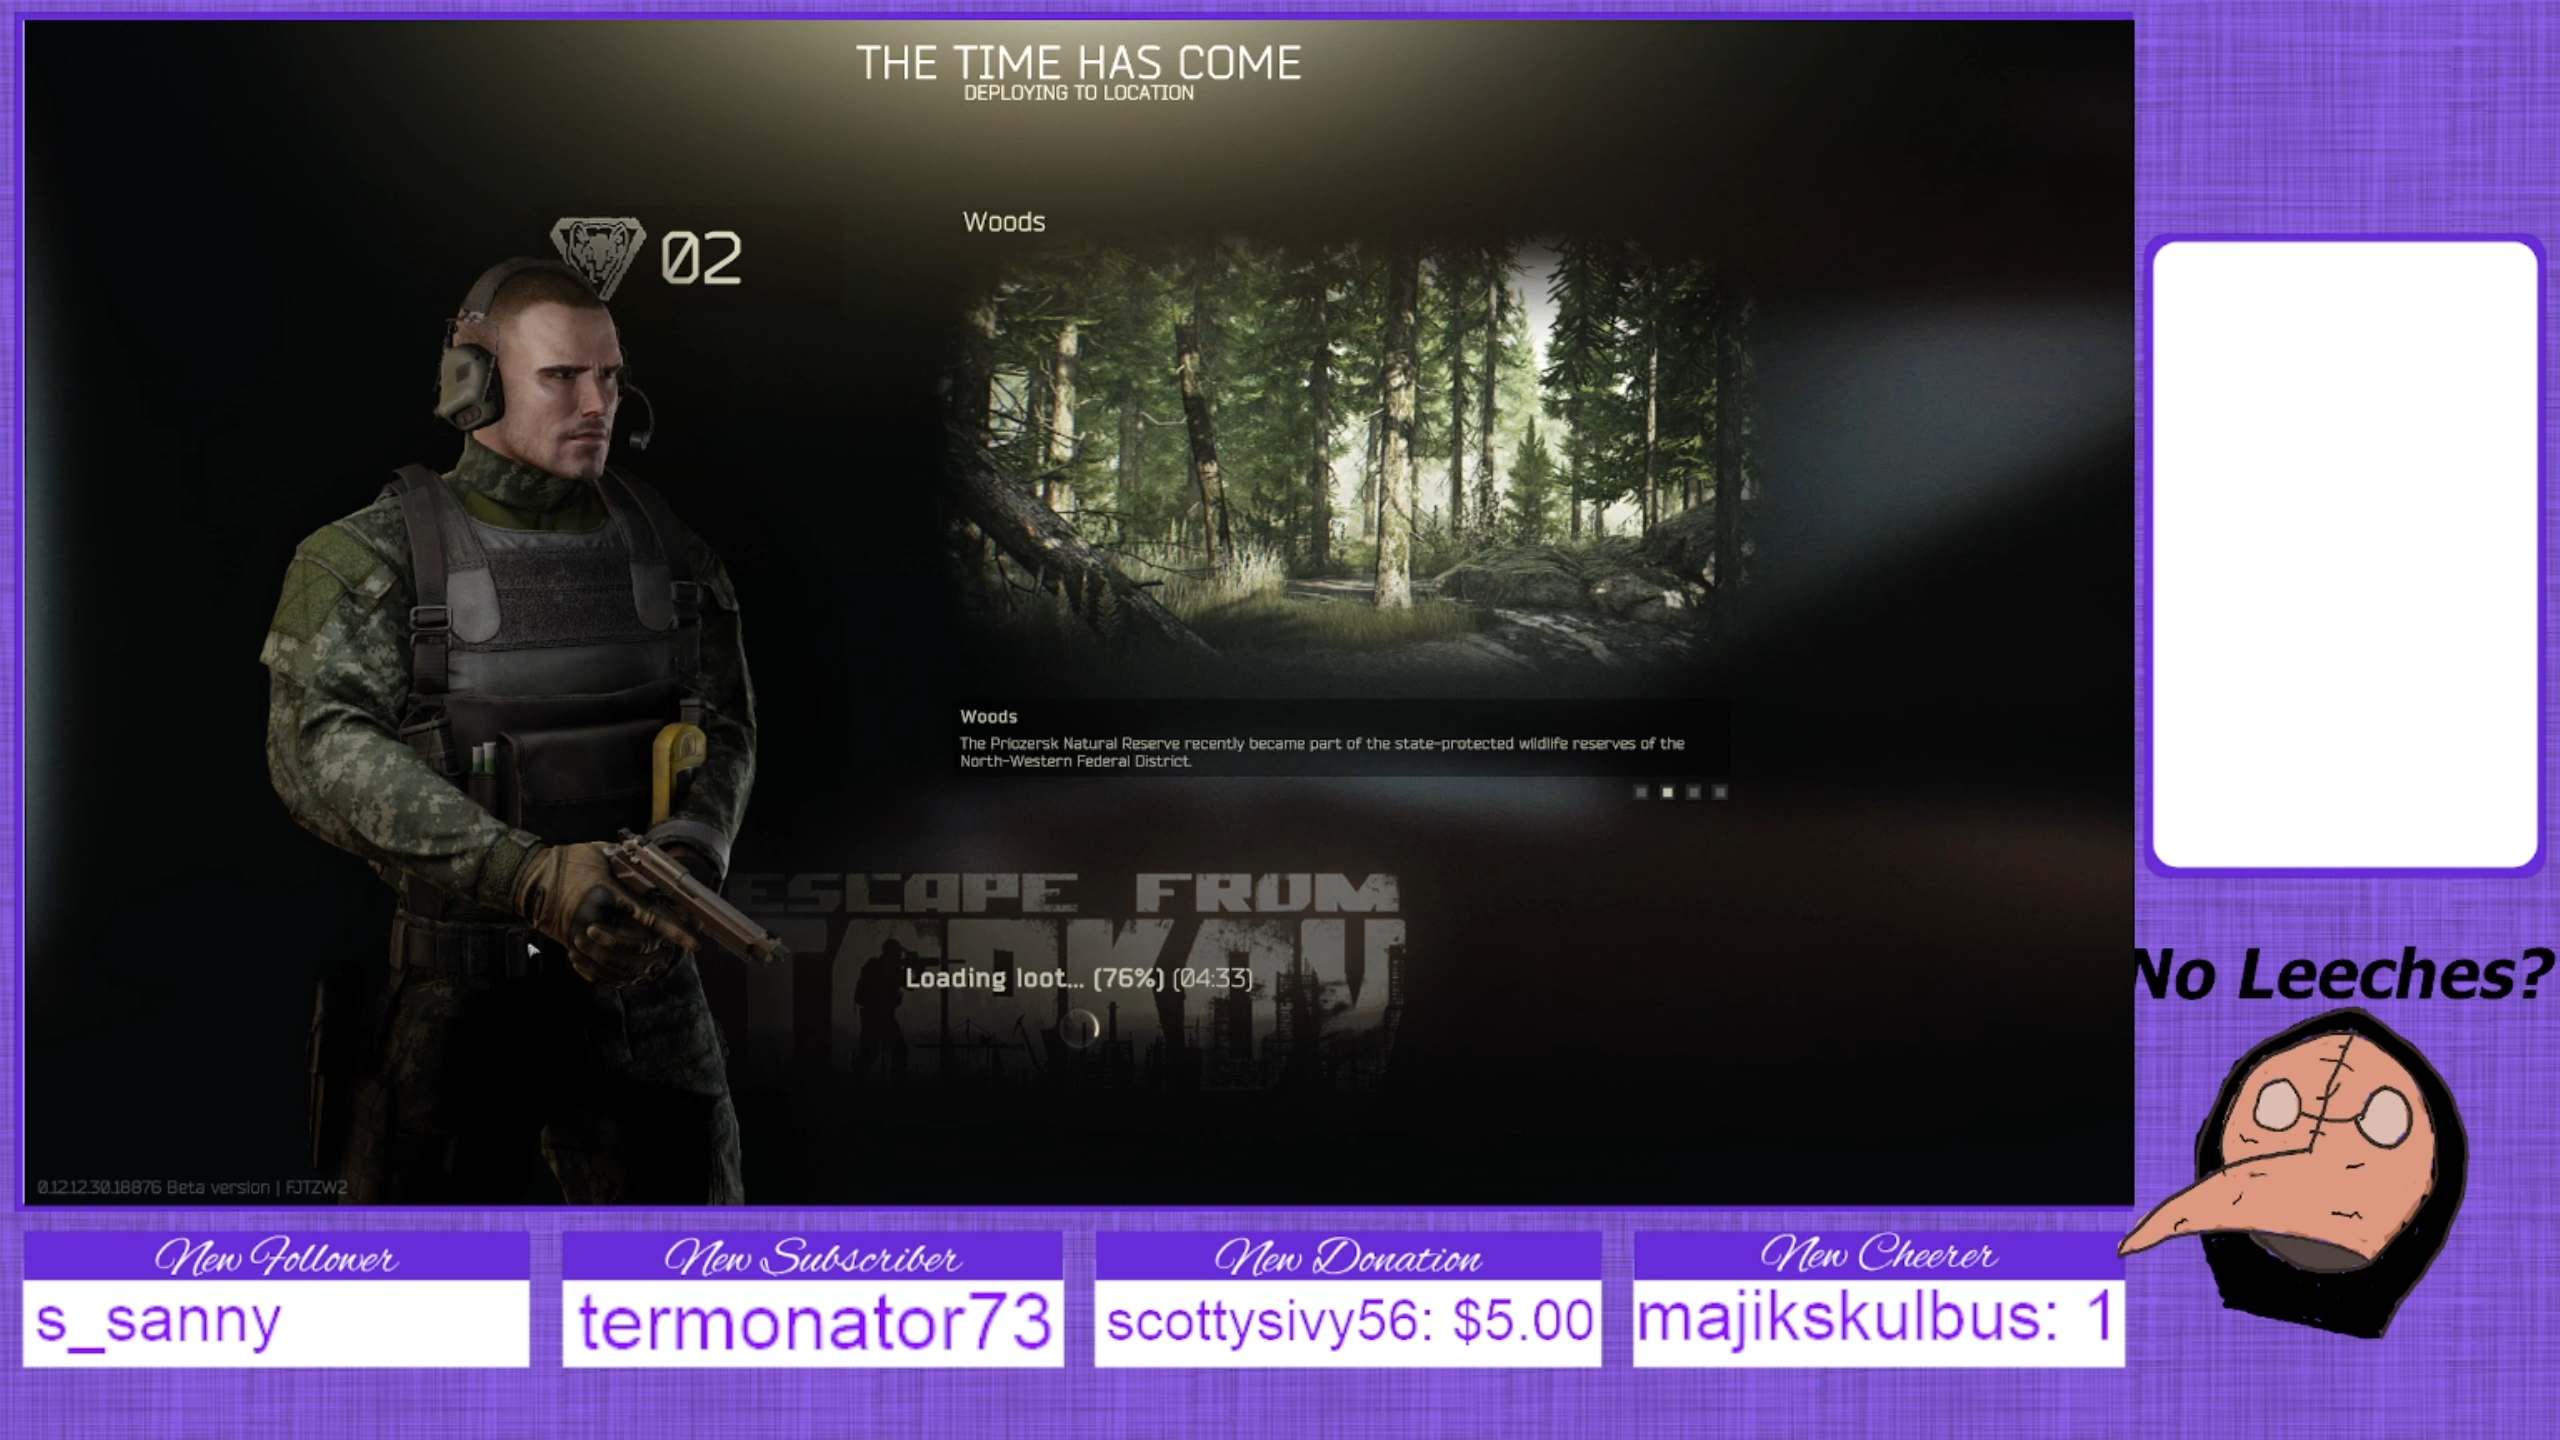 THE TIME HAS COME
DEPLOYING TO LOCATION
02
Woods
Woods
The Priozersk Natural Reserve recently became part of the state-protected wildlife reserves of the
North-Western Federal District.
ESCAPE FROM
TARKOV
Loading loot... (76%) (04:33)
0.12.12.30.18876 Beta version | FJTZW2
No Leeches?
New Follower
s_sanny
New Subscriber
termonator73
New Donation
scottysivy56: $5.00
New Cheerer
majikskulbus: 1